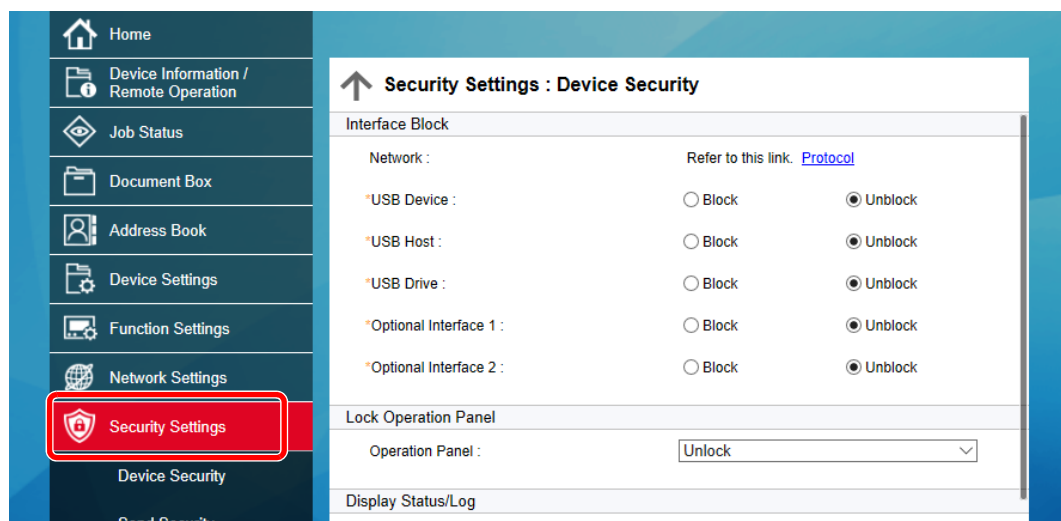 Home
Device Information /
Remote Operation
Job Status
Document Box
Address Book
Device Settings
Function Settings
Network Settings
Security Settings
Device Security
Send Security
Security Settings : Device Security
Interface Block
Network : Refer to this link. Protocol
*USB Device : Block Unblock
*USB Host : Block Unblock
*USB Drive : Block Unblock
*Optional Interface 1 : Block Unblock
*Optional Interface 2 : Block Unblock
Lock Operation Panel
Operation Panel : Unlock
Display Status/Log